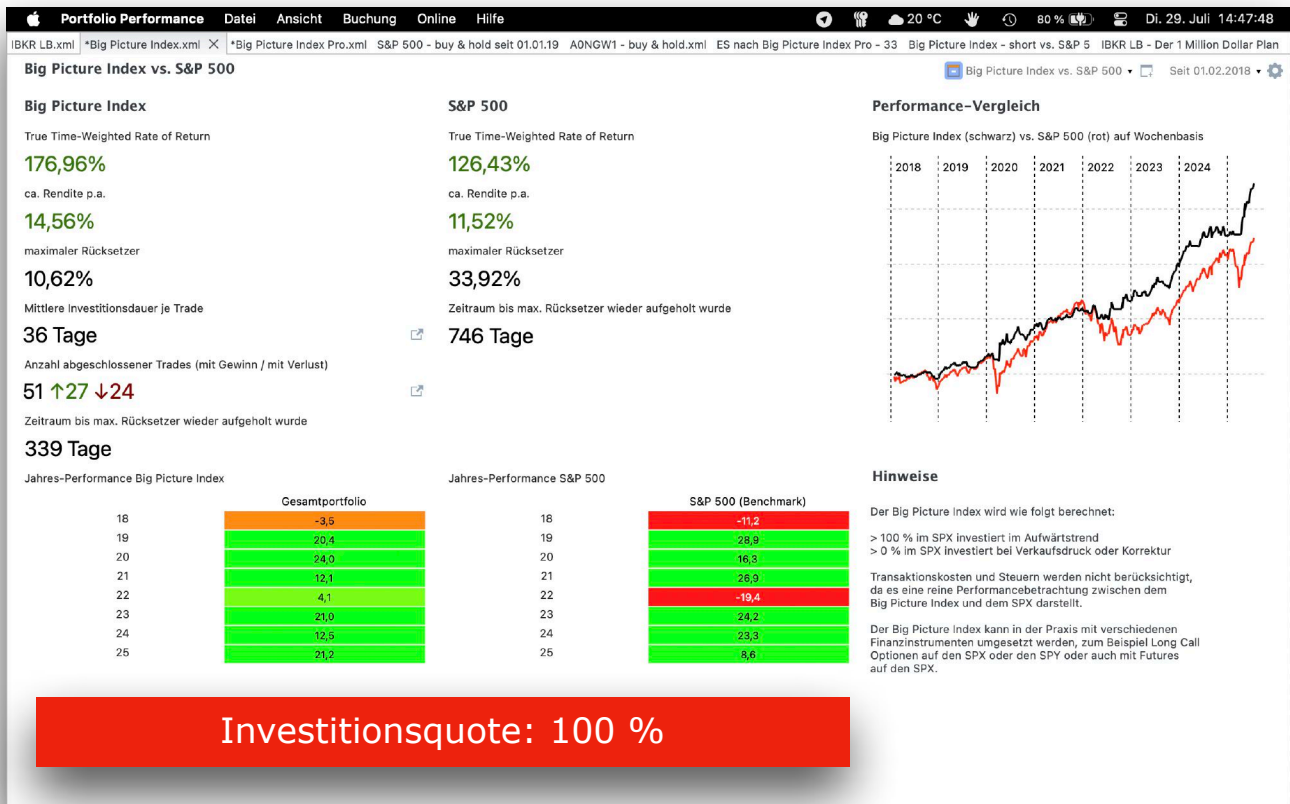 Portfolio Performance Datei Ansicht Buchung Online Hilfe 20 °C 80 % Di. 29. Juli 14:47:48
IBKR LB.xml *Big Picture Index.xml *Big Picture Index Pro.xml S&P 500 - buy & hold seit 01.01.19 A0NGW1 - buy & hold.xml ES nach Big Picture Index Pro - 33 Big Picture Index - short vs. S&P 5 IBKR LB - Der 1 Million Dollar Plan
Big Picture Index vs. S&P 500
Big Picture Index vs. S&P 500 Seit 01.02.2018
Big Picture Index
True Time-Weighted Rate of Return
176,96%
ca. Rendite p.a.
14,56%
maximaler Rücksetzer
10,62%
Mittlere Investitionsdauer je Trade
36 Tage
Anzahl abgeschlossener Trades (mit Gewinn / mit Verlust)
51 ↑27 ↓24
Zeitraum bis max. Rücksetzer wieder aufgeholt wurde
339 Tage
S&P 500
True Time-Weighted Rate of Return
126,43%
ca. Rendite p.a.
11,52%
maximaler Rücksetzer
33,92%
Zeitraum bis max. Rücksetzer wieder aufgeholt wurde
746 Tage
Performance-Vergleich
Big Picture Index (schwarz) vs. S&P 500 (rot) auf Wochenbasis
2018 2019 2020 2021 2022 2023 2024
Jahres-Performance Big Picture Index
Gesamtportfolio
18 -3,5
19 20,4
20 24,0
21 12,1
22 4,1
23 21,0
24 12,5
25 21,2
Jahres-Performance S&P 500
S&P 500 (Benchmark)
18 -11,2
19 28,9
20 16,3
21 26,9
22 -19,4
23 24,2
24 23,3
25 8,6
Hinweise
Der Big Picture Index wird wie folgt berechnet:
> 100 % im SPX investiert im Aufwärtstrend
> 0 % im SPX investiert bei Verkaufsdruck oder Korrektur
Transaktionskosten und Steuern werden nicht berücksichtigt,
da es eine reine Performancebetrachtung zwischen dem
Big Picture Index und dem SPX darstellt.
Der Big Picture Index kann in der Praxis mit verschiedenen
Finanzinstrumenten umgesetzt werden, zum Beispiel Long Call
Optionen auf den SPX oder den SPY oder auch mit Futures
auf den SPX.
Investitionsquote: 100 %